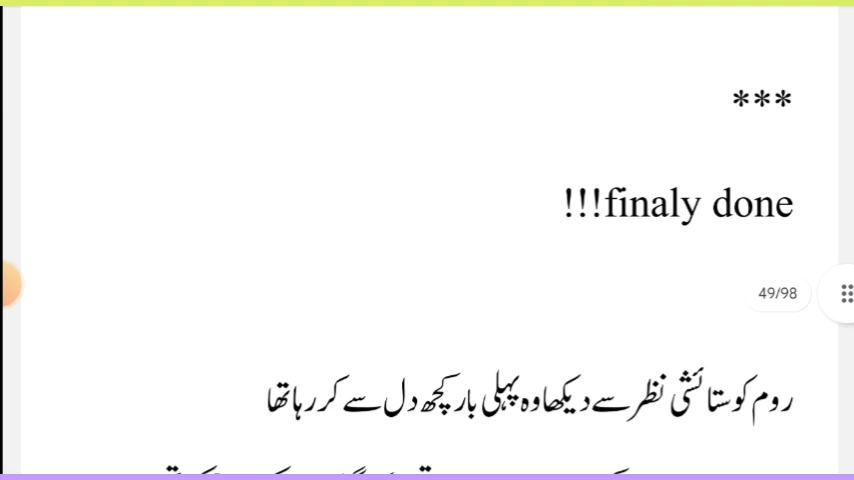 ***
!!!finaly done
49/98
روم کو ستائشی نظر سے دیکھا وہ پہلی بار کچھ دل سے کر رہا تھا